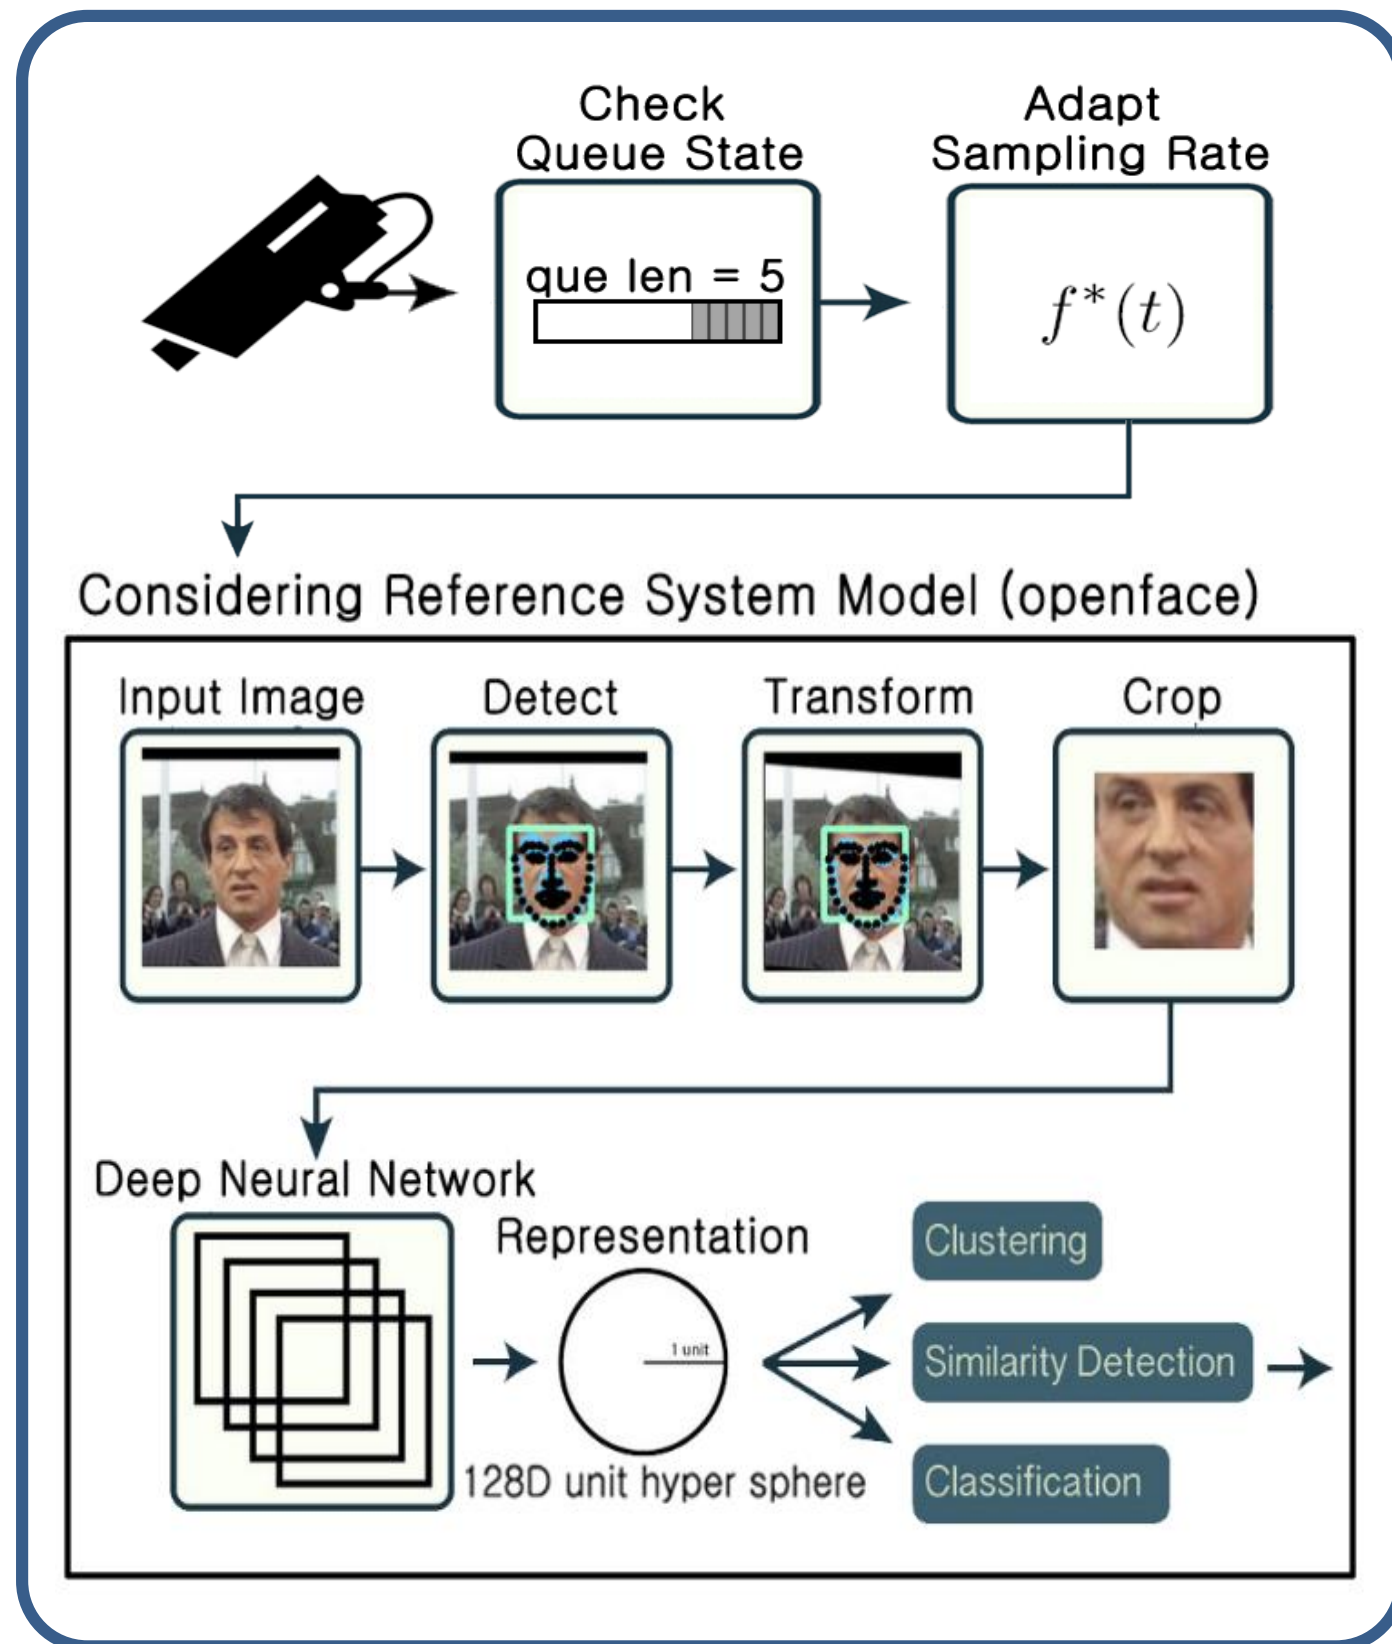 Check
Queue State
Adapt
Sampling Rate
que len = 5
f*(t)
Considering Reference System Model (openface)
Input Image
Detect
Transform
Crop
Deep Neural Network
Representation
1 unit
128D unit hyper sphere
Clustering
Similarity Detection
Classification